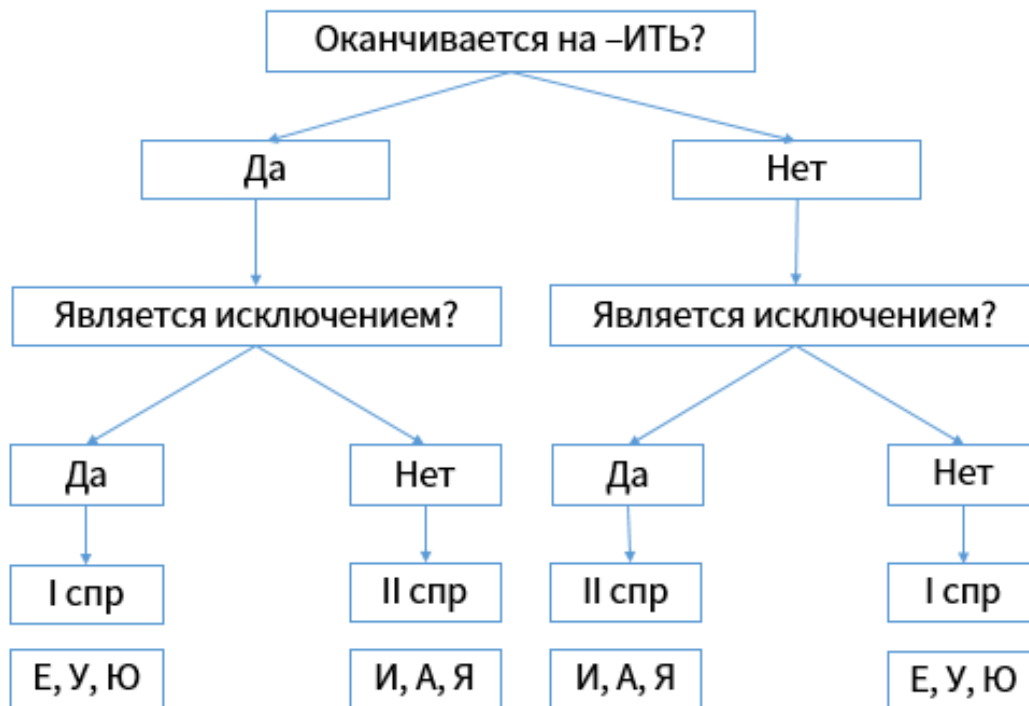 Оканчивается на –ИТЬ?
Да
Нет
Является исключением?
Является исключением?
Да
Нет
Да
Нет
I спр
II спр
II спр
I спр
Е, У, Ю
И, А, Я
И, А, Я
Е, У, Ю